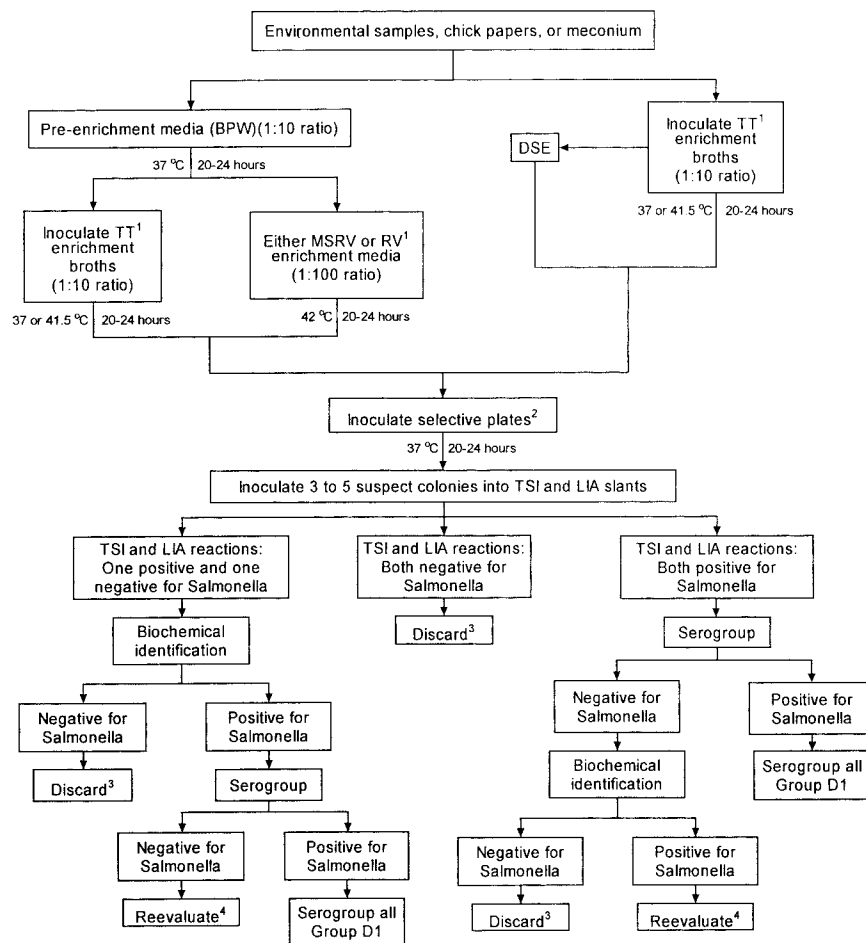 Environmental samples, chick papers, or meconium
Pre-enrichment media (BPW)(1:10 ratio)
37 °C 20-24 hours
DSE
Inoculate TT¹
enrichment
broths
(1:10 ratio)
37 or 41.5 °C 20-24 hours
Inoculate TT¹
enrichment
broths
(1:10 ratio)
37 or 41.5 °C 20-24 hours
Either MSRV or RV¹
enrichment media
(1:100 ratio)
42 °C 20-24 hours
Inoculate selective plates²
37 °C 20-24 hours
Inoculate 3 to 5 suspect colonies into TSI and LIA slants
TSI and LIA reactions:
One positive and one
negative for Salmonella
TSI and LIA reactions:
Both negative for
Salmonella
TSI and LIA reactions:
Both positive for
Salmonella
Biochemical
identification
Discard³
Serogroup
Negative for
Salmonella
Positive for
Salmonella
Negative for
Salmonella
Positive for
Salmonella
Discard³
Serogroup
Biochemical
identification
Serogroup all
Group D1
Negative for
Salmonella
Positive for
Salmonella
Negative for
Salmonella
Positive for
Salmonella
Reevaluate⁴
Serogroup all
Group D1
Discard³
Reevaluate⁴